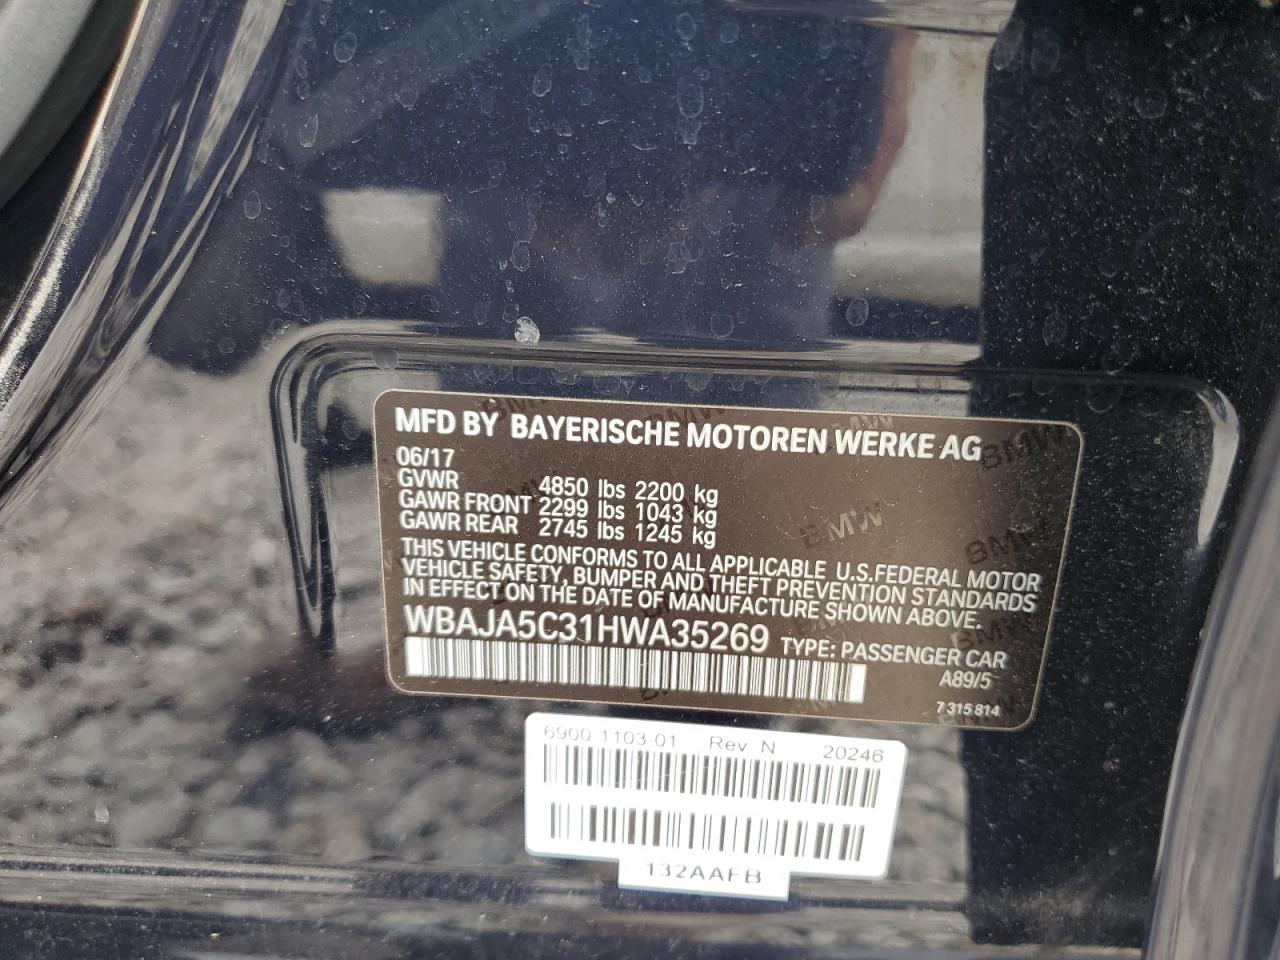 MFD BY BAYERISCHE MOTOREN WERKE AG
06/17
GVWR 4850 lbs 2200 kg
GAWR FRONT 2299 lbs 1043 kg
GAWR REAR 2745 lbs 1245 kg
THIS VEHICLE CONFORMS TO ALL APPLICABLE U.S.FEDERAL MOTOR
VEHICLE SAFETY, BUMPER AND THEFT PREVENTION STANDARDS
IN EFFECT ON THE DATE OF MANUFACTURE SHOWN ABOVE.
WBAJA5C31HWA35269 TYPE: PASSENGER CAR
A89/5
7 315 814
6900 1103-01 Rev N 20246
132AAFB